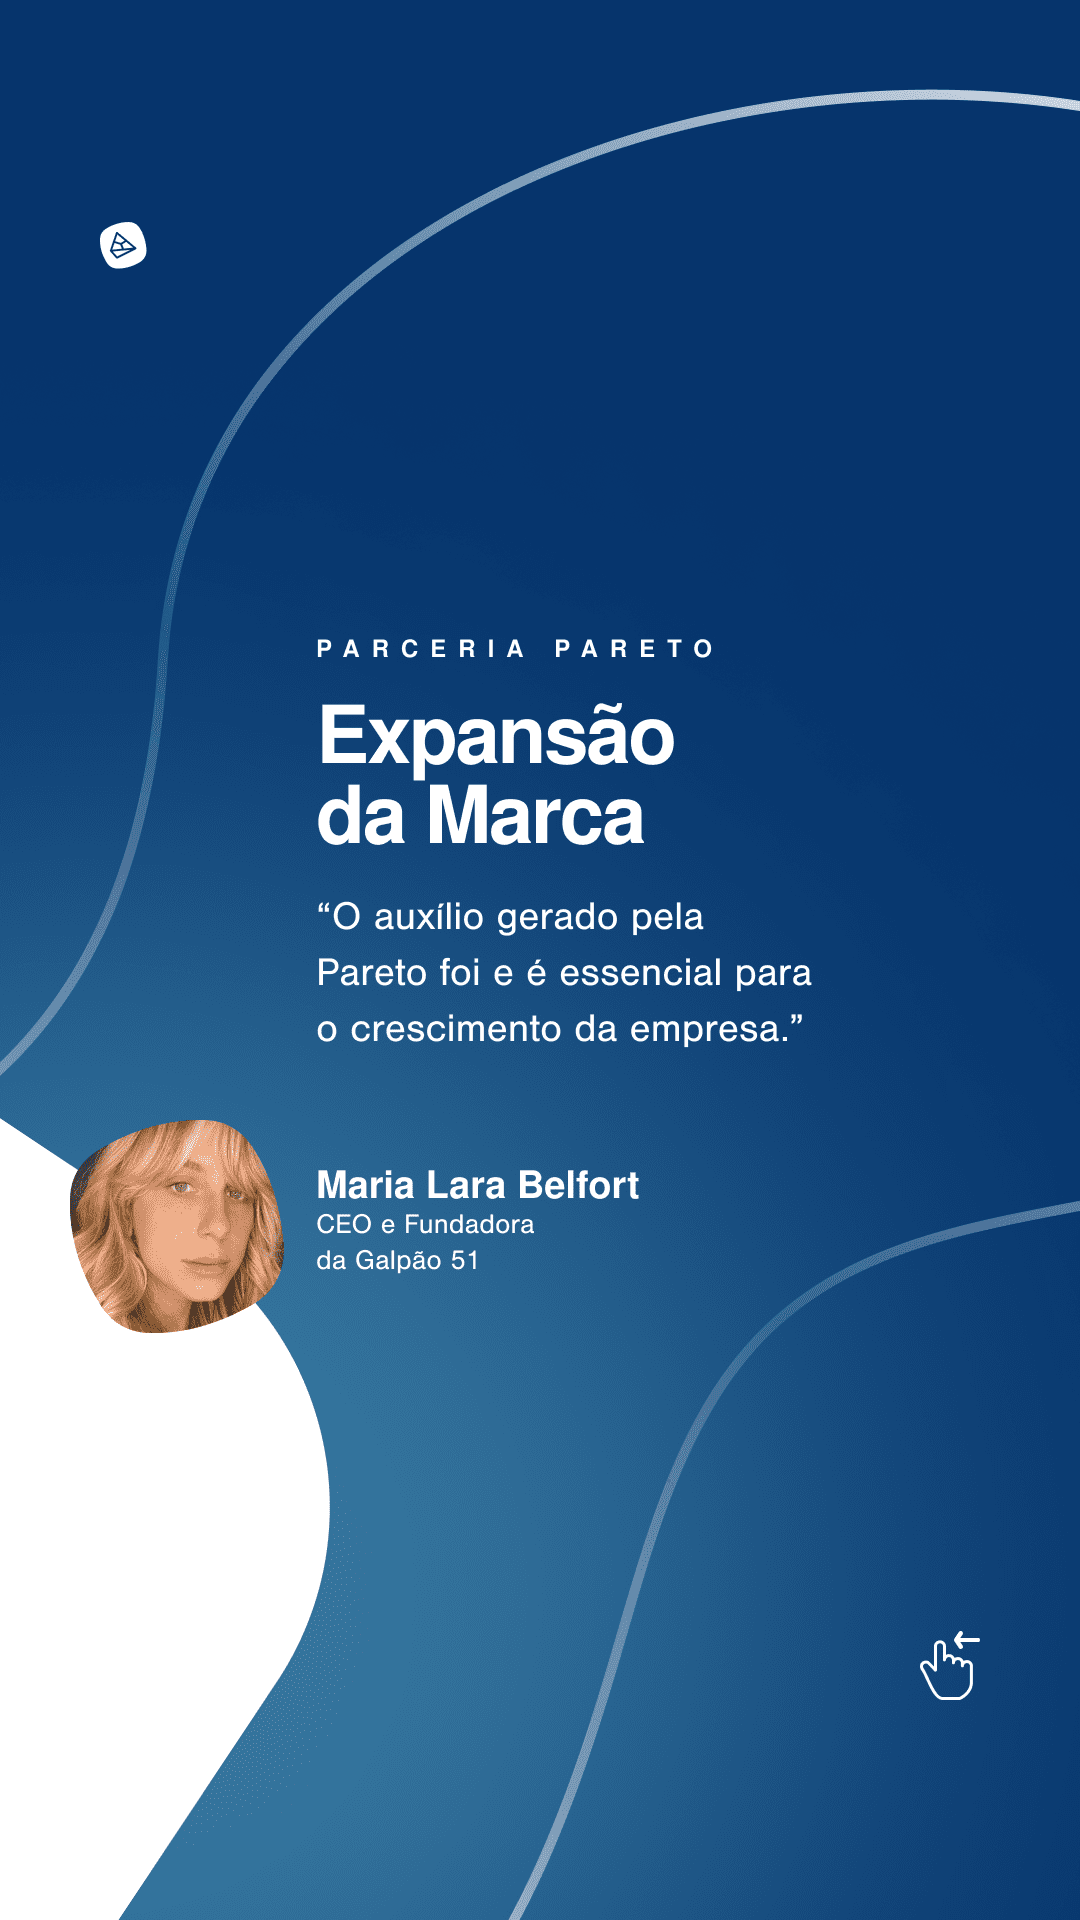 PARCERIA PARETO
Expansão
da Marca
“O auxílio gerado pela
Pareto foi e é essencial para
o crescimento da empresa.”
Maria Lara Belfort
CEO e Fundadora
da Galpão 51